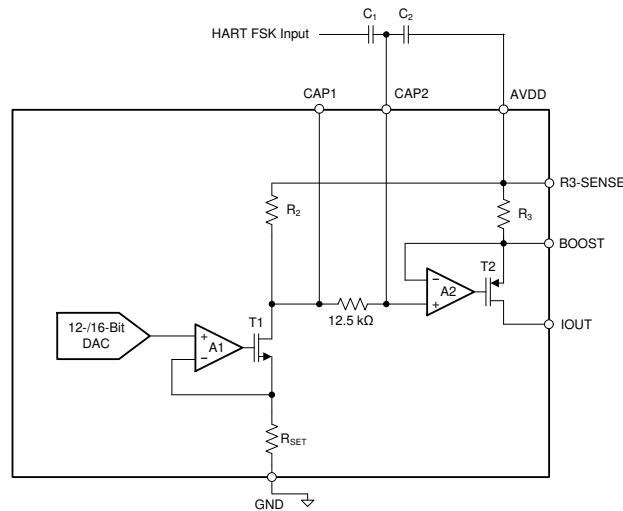 C1 C2
HART FSK Input
CAP1 CAP2 AVDD
R3-SENSE
R2 R3
BOOST
T2
−
A2
+
12.5 kΩ
IOUT
12-/16-Bit
DAC
T1
+
A1
−
RSET
GND